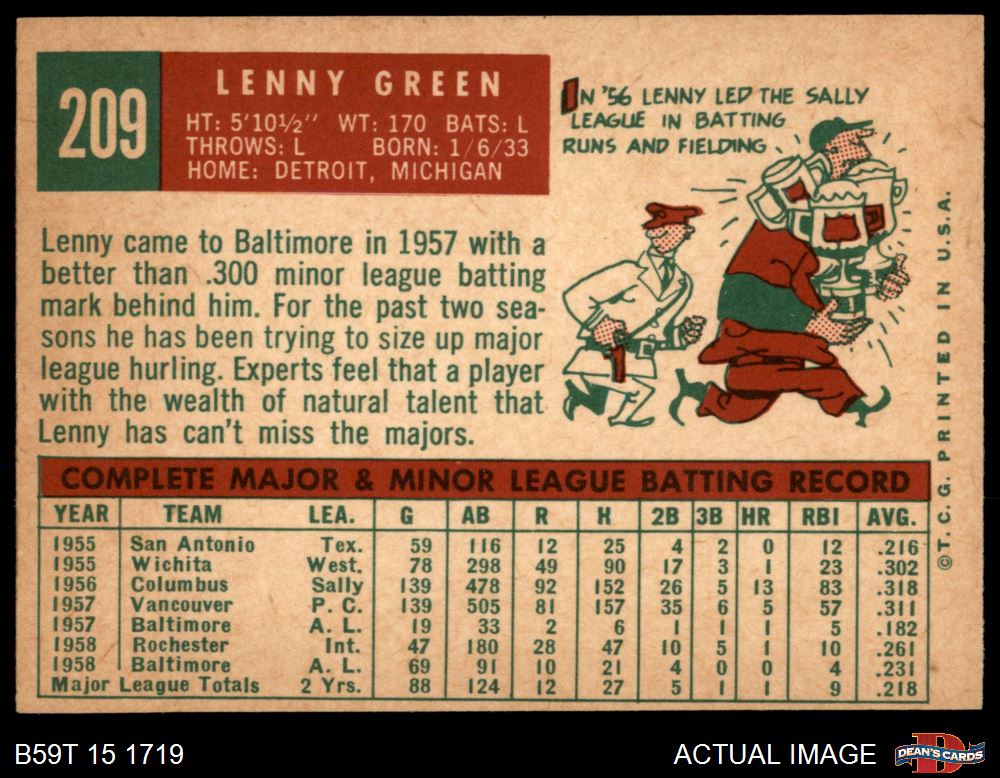 209
LENNY GREEN
HT: 5'10½" WT: 170 BATS: L
THROWS: L BORN: 1/6/33
HOME: DETROIT, MICHIGAN
IN '56 LENNY LED THE SALLY
LEAGUE IN BATTING
RUNS AND FIELDING
Lenny came to Baltimore in 1957 with a
better than .300 minor league batting
mark behind him. For the past two sea-
sons he has been trying to size up major
league hurling. Experts feel that a player
with the wealth of natural talent that
Lenny has can't miss the majors.
COMPLETE MAJOR & MINOR LEAGUE BATTING RECORD
YEAR TEAM LEA. G AB R H 2B 3B HR RBI AVG.
1955 San Antonio Tex. 59 116 12 25 4 2 0 12 .216
1955 Wichita West. 78 298 49 90 17 3 1 23 .302
1956 Columbus Sally 139 478 92 152 26 5 13 83 .318
1957 Vancouver P. C. 139 505 81 157 35 6 5 57 .311
1957 Baltimore A. L. 19 33 2 6 1 1 1 5 .182
1958 Rochester Int. 47 180 28 47 10 5 1 10 .261
1958 Baltimore A. L. 69 91 10 21 4 0 0 4 .231
Major League Totals 2 Yrs. 88 124 12 27 5 1 1 9 .218
©T. C. G. PRINTED IN U.S.A.
B59T 15 1719
ACTUAL IMAGE
DEAN'S CARDS